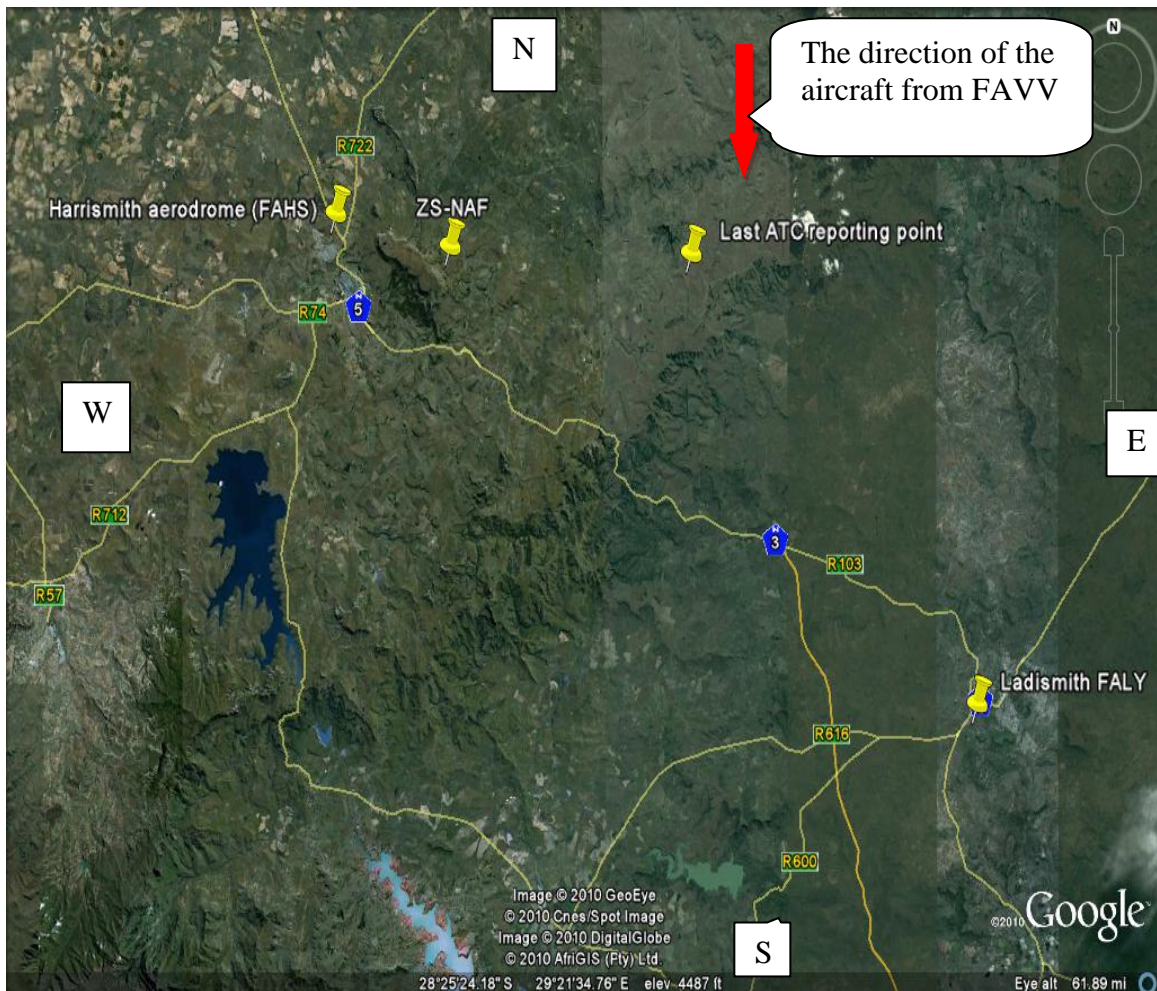 N
The direction of the
aircraft from FAVV
N
R722
Harrismith aerodrome (FAHS)
ZS-NAF
Last ATC reporting point
N
5
R74
W
E
R712
N
3
R103
R57
Ladismith FALY
R616
R600
Image © 2010 GeoEye
© 2010 Cnes/Spot Image
Image © 2010 DigitalGlobe
© 2010 AfriGIS (Pty) Ltd.
©2010 Google
S
28°25'24.18" S 29°21'34.76" E elev 4487 ft
Eye alt 61.89 mi